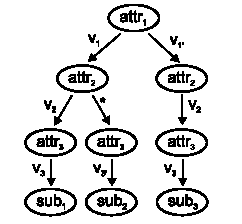 attr₁
v₁ v₁'
attr₂ attr₂
v₂ * v₂
attr₃ attr₃ attr₃
v₃ v₃' v₃
sub₁ sub₂ sub₃